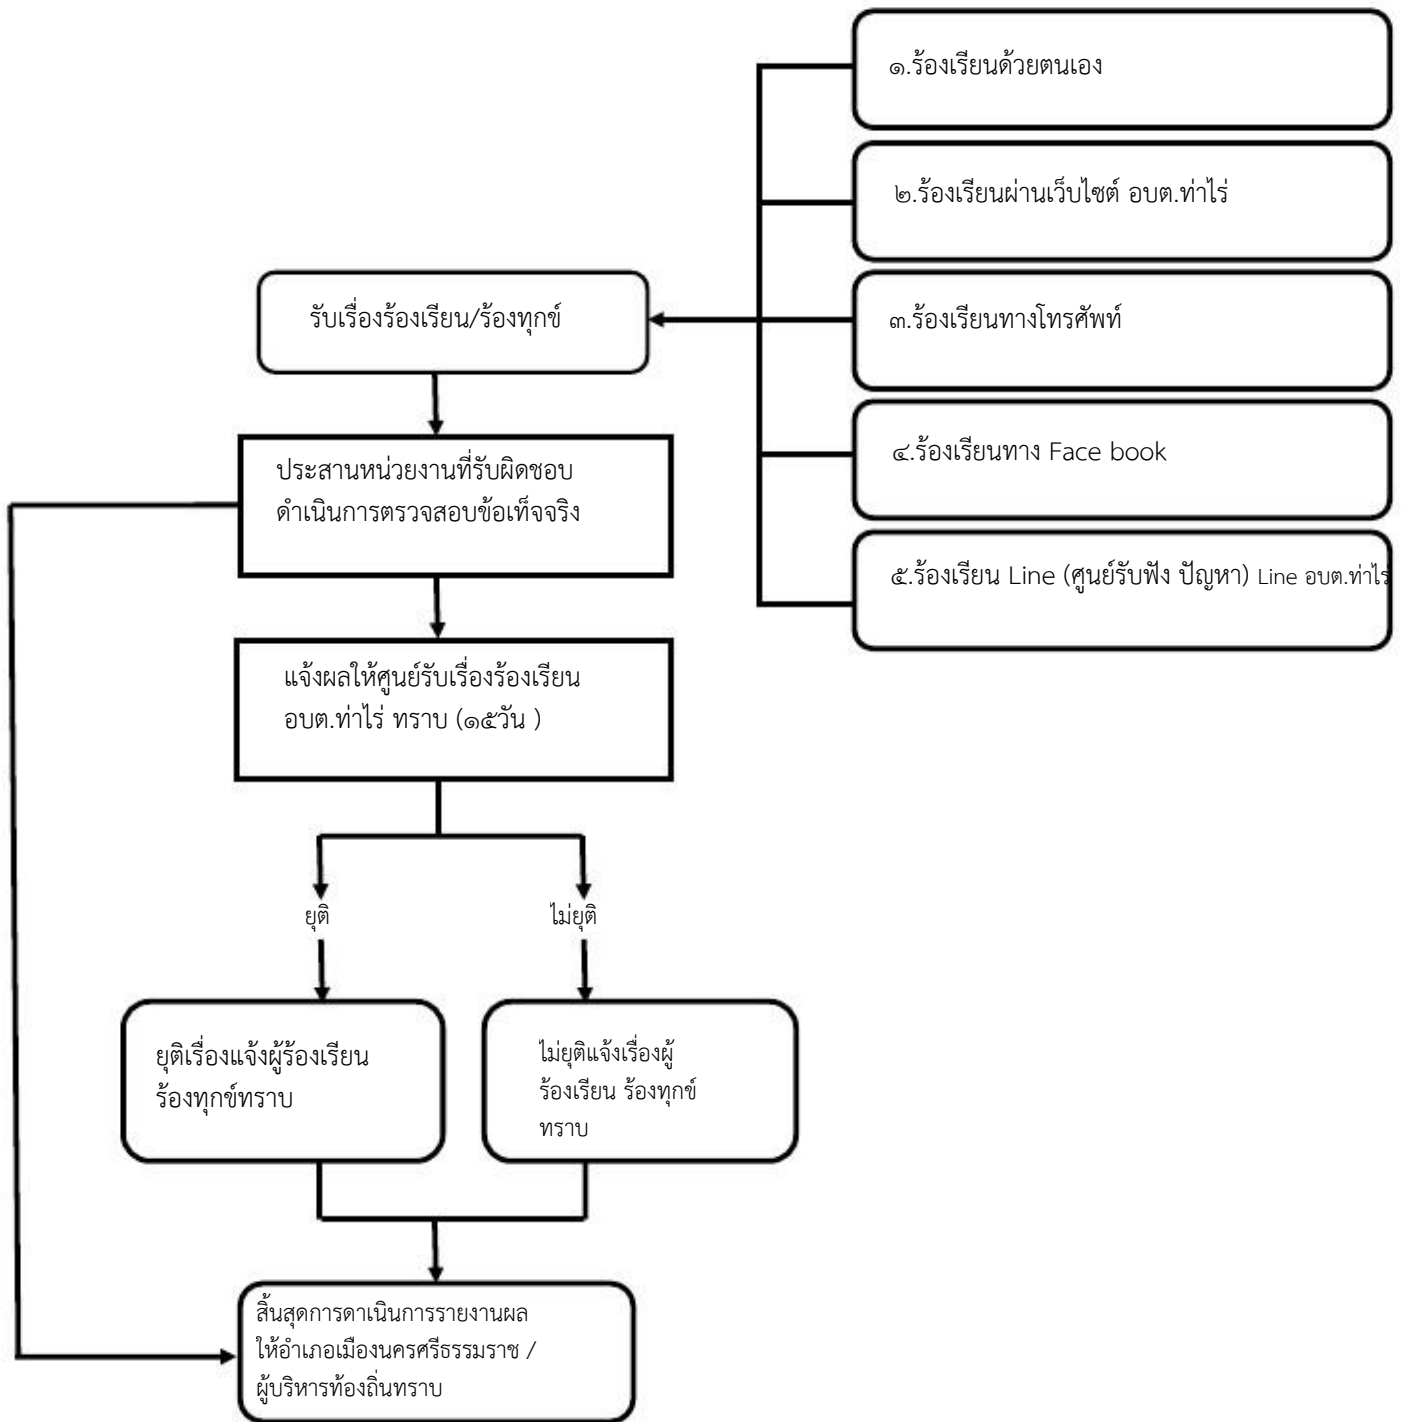 ๑.ร้องเรียนด้วยตนเอง
๒.ร้องเรียนผ่านเว็บไซต์ อบต.ท่าไร่
๓.ร้องเรียนทางโทรศัพท์
๔.ร้องเรียนทาง Face book
๕.ร้องเรียน Line (ศูนย์รับฟัง ปัญหา) Line อบต.ท่าไร่
รับเรื่องร้องเรียน/ร้องทุกข์
ประสานหน่วยงานที่รับผิดชอบ
ดำเนินการตรวจสอบข้อเท็จจริง
แจ้งผลให้ศูนย์รับเรื่องร้องเรียน
อบต.ท่าไร่ ทราบ (๑๕วัน )
ยุติ
ไม่ยุติ
ยุติเรื่องแจ้งผู้ร้องเรียน
ร้องทุกข์ทราบ
ไม่ยุติแจ้งเรื่องผู้
ร้องเรียน ร้องทุกข์
ทราบ
สิ้นสุดการดาเนินการรายงานผล
ให้อำเภอเมืองนครศรีธรรมราช /
ผู้บริหารท้องถิ่นทราบ